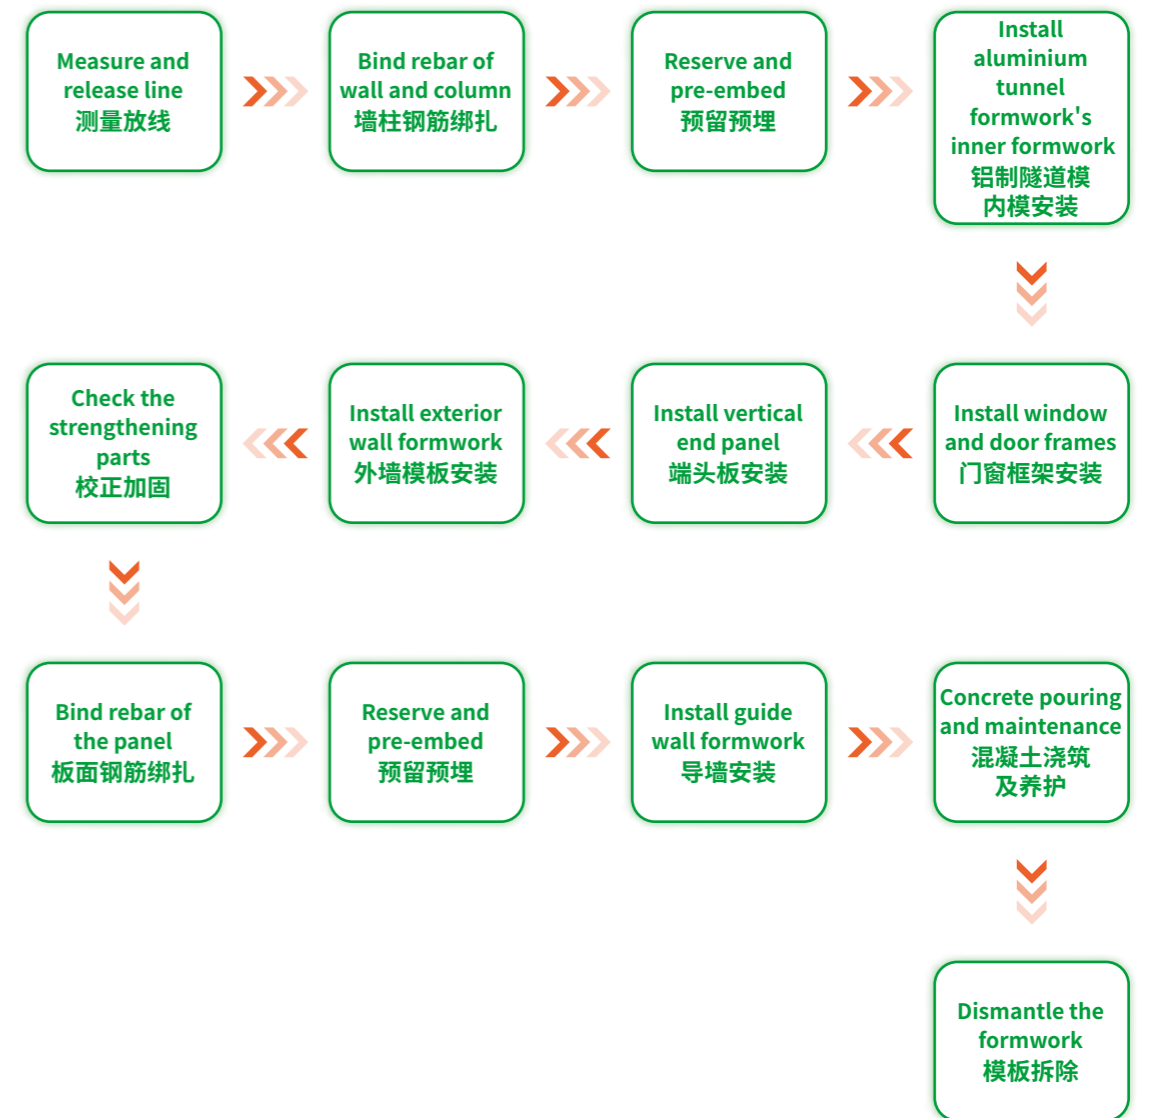 Measure and
release line
测量放线
Bind rebar of
wall and column
墙柱钢筋绑扎
Reserve and
pre-embed
预留预埋
Install
aluminium
tunnel
formwork's
inner formwork
铝制隧道模
内模安装
Install window
and door frames
门窗框架安装
Install vertical
end panel
端头板安装
Install exterior
wall formwork
外墙模板安装
Check the
strengthening
parts
校正加固
Bind rebar of
the panel
板面钢筋绑扎
Reserve and
pre-embed
预留预埋
Install guide
wall formwork
导墙安装
Concrete pouring
and maintenance
混凝土浇筑
及养护
Dismantle the
formwork
模板拆除